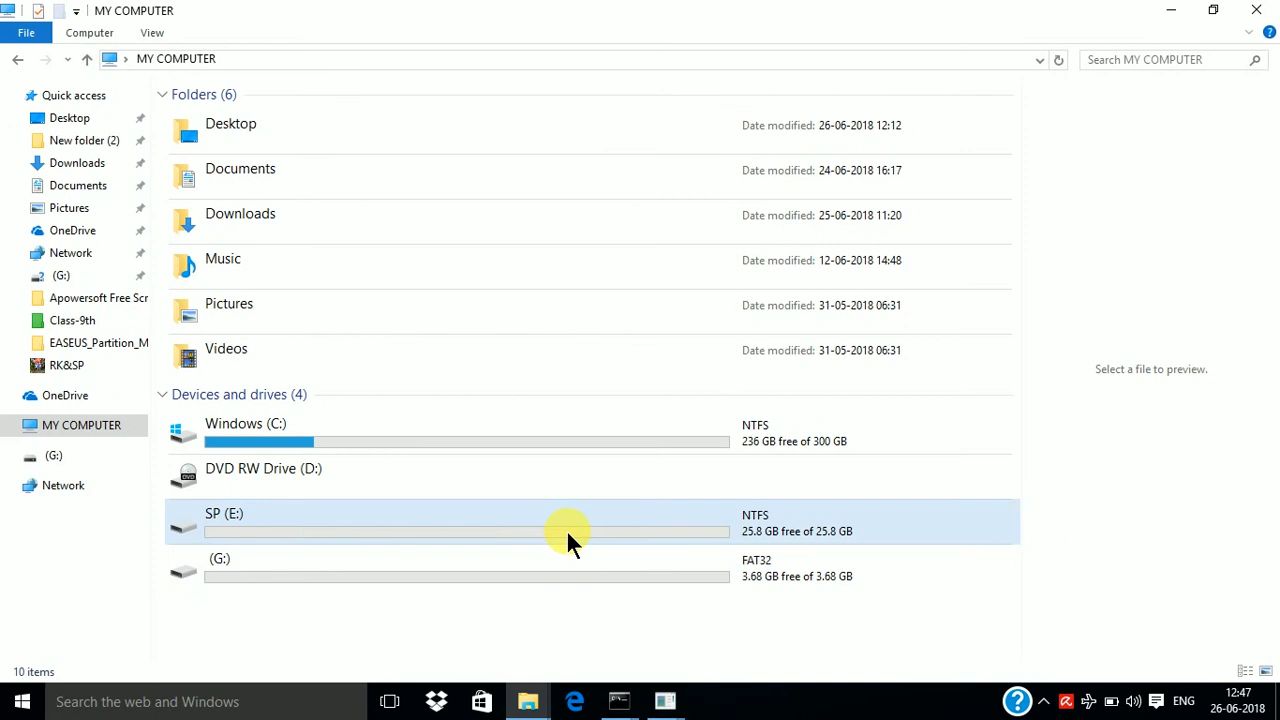 MY COMPUTER
File Computer View
MY COMPUTER
Search MY COMPUTER
Quick access
Desktop
New folder (2)
Downloads
Documents
Pictures
OneDrive
Network
(G:)
Apowersoft Free Scr
Class-9th
EASEUS_Partition_M
RK&SP
OneDrive
MY COMPUTER
(G:)
Network
Folders (6)
Desktop Date modified: 26-06-2018 12:12
Documents Date modified: 24-06-2018 16:17
Downloads Date modified: 25-06-2018 11:20
Music Date modified: 12-06-2018 14:48
Pictures Date modified: 31-05-2018 06:31
Videos Date modified: 31-05-2018 06:31
Devices and drives (4)
Windows (C:) NTFS
236 GB free of 300 GB
DVD RW Drive (D:)
DVD
SP (E:) NTFS
25.8 GB free of 25.8 GB
(G:) FAT32
3.68 GB free of 3.68 GB
Select a file to preview.
10 items
Search the web and Windows
ENG
12:47
26-06-2018